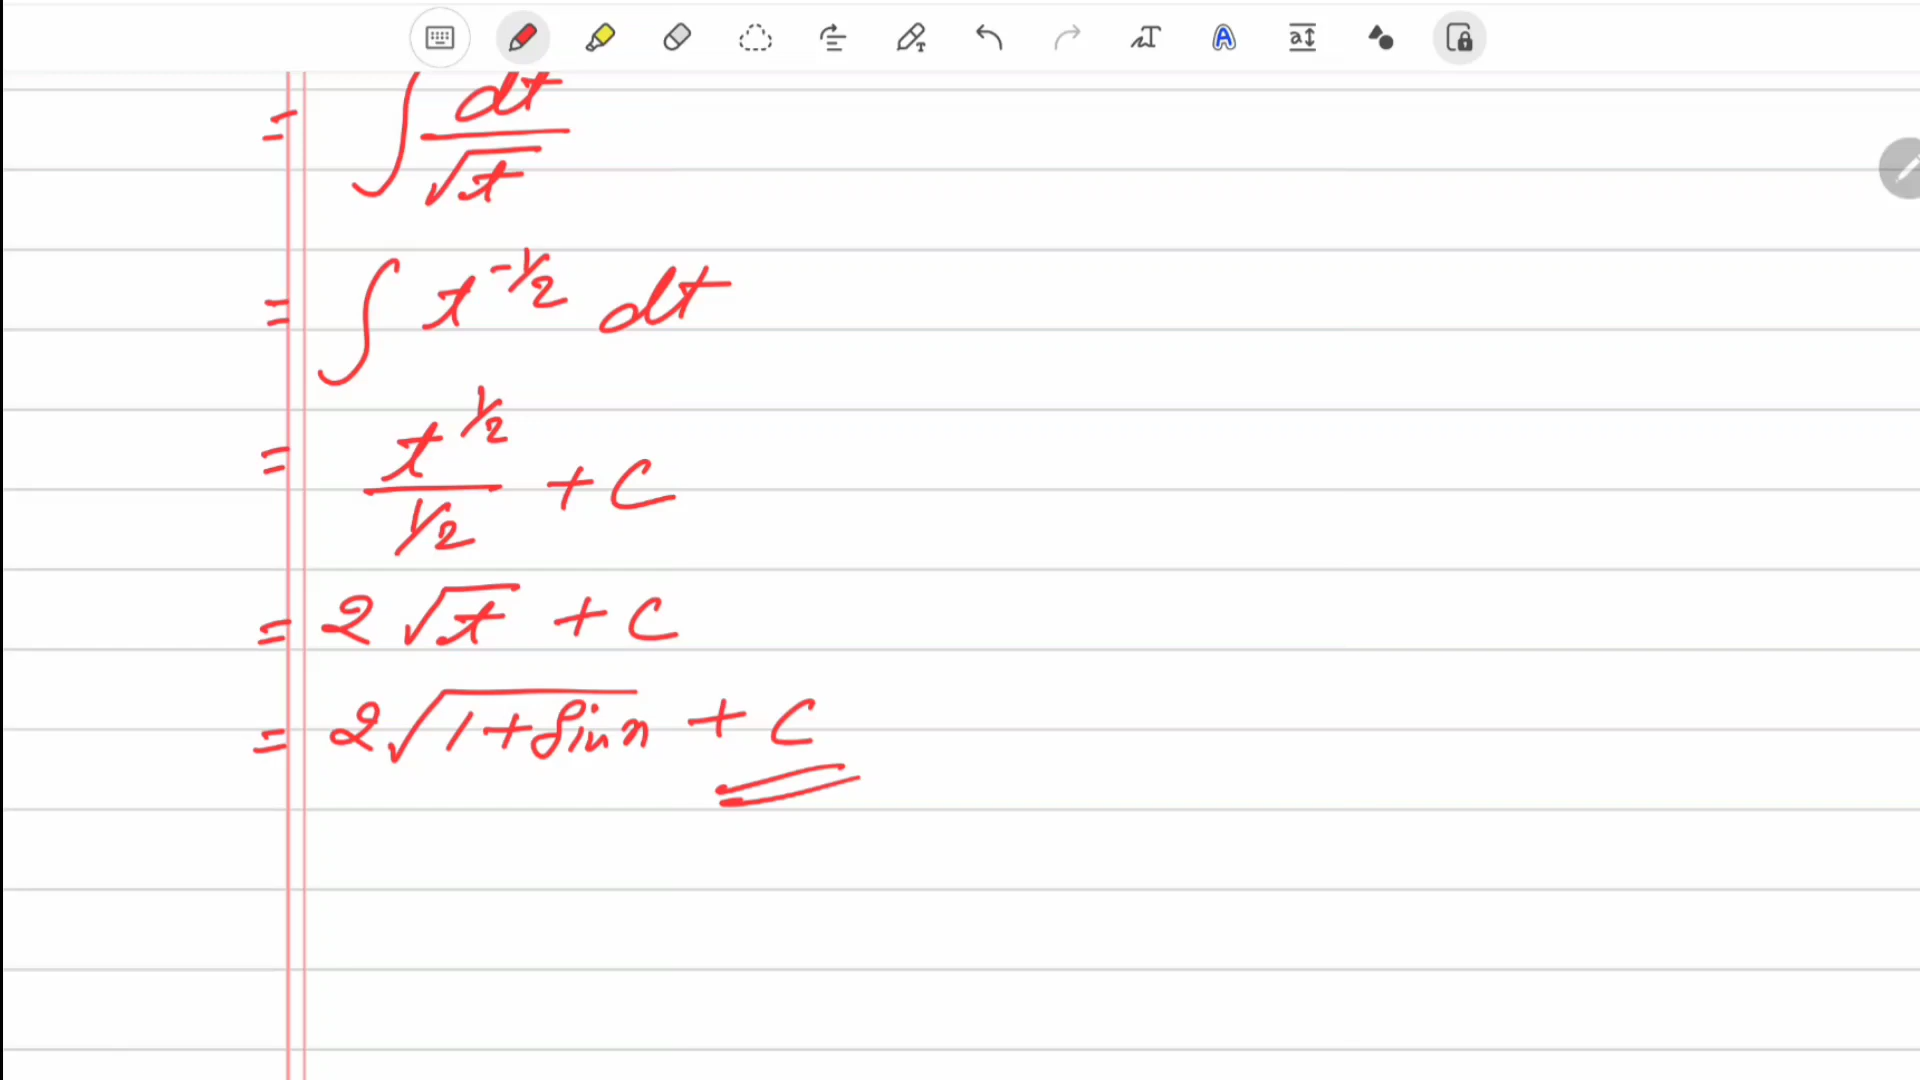 = ∫ dt/√t
= ∫ t^(-1/2) dt
= t^(1/2)/(1/2) + C
= 2√t + C
= 2√(1+Sin x) + C